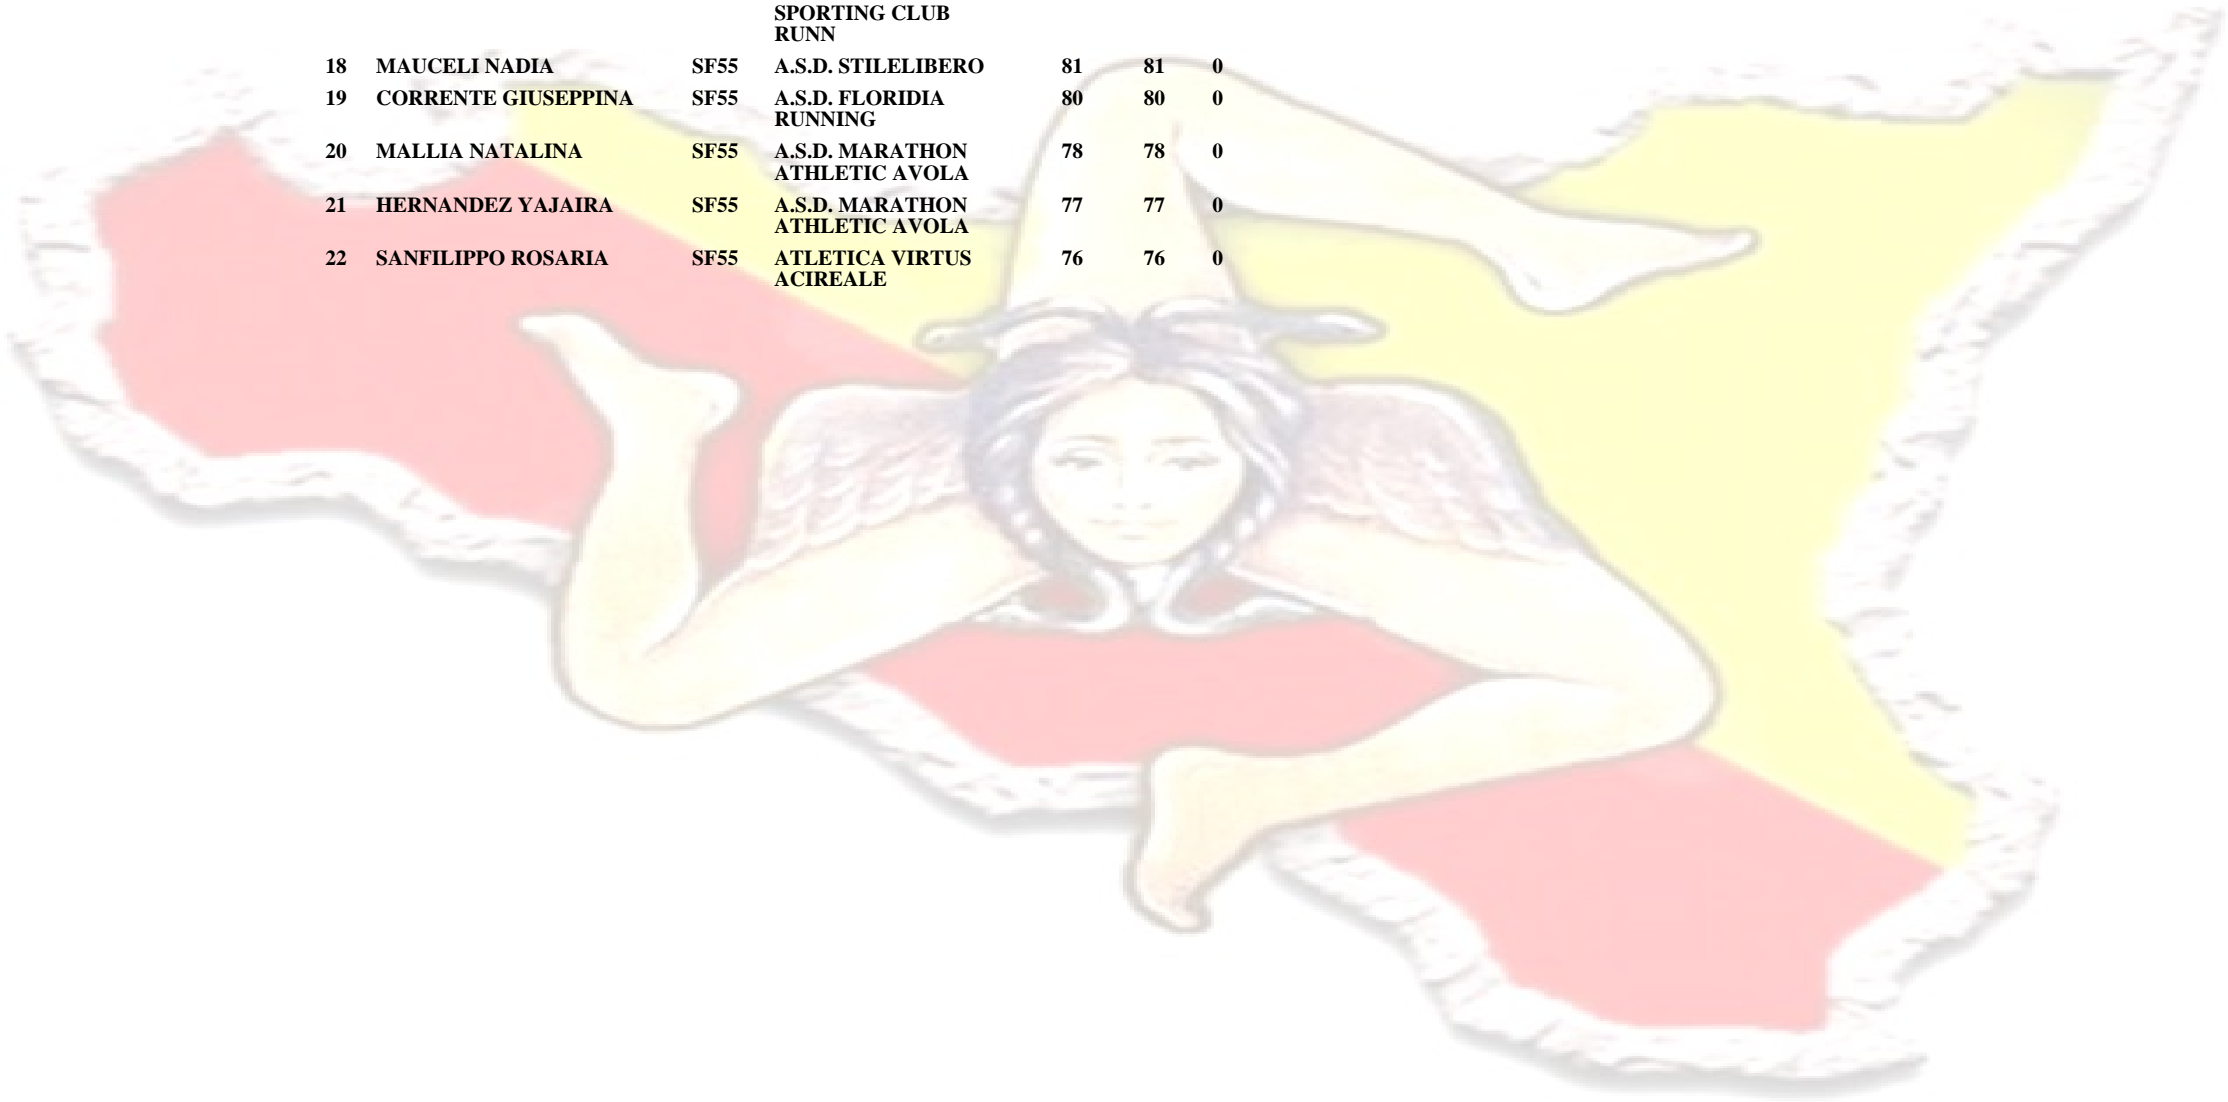 SPORTING CLUB
RUNN
18 MAUCELI NADIA SF55 A.S.D. STILELIBERO 81 81 0
19 CORRENTE GIUSEPPINA SF55 A.S.D. FLORIDIA 80 80 0
RUNNING
20 MALLIA NATALINA SF55 A.S.D. MARATHON 78 78 0
ATHLETIC AVOLA
21 HERNANDEZ YAJAIRA SF55 A.S.D. MARATHON 77 77 0
ATHLETIC AVOLA
22 SANFILIPPO ROSARIA SF55 ATLETICA VIRTUS 76 76 0
ACIREALE